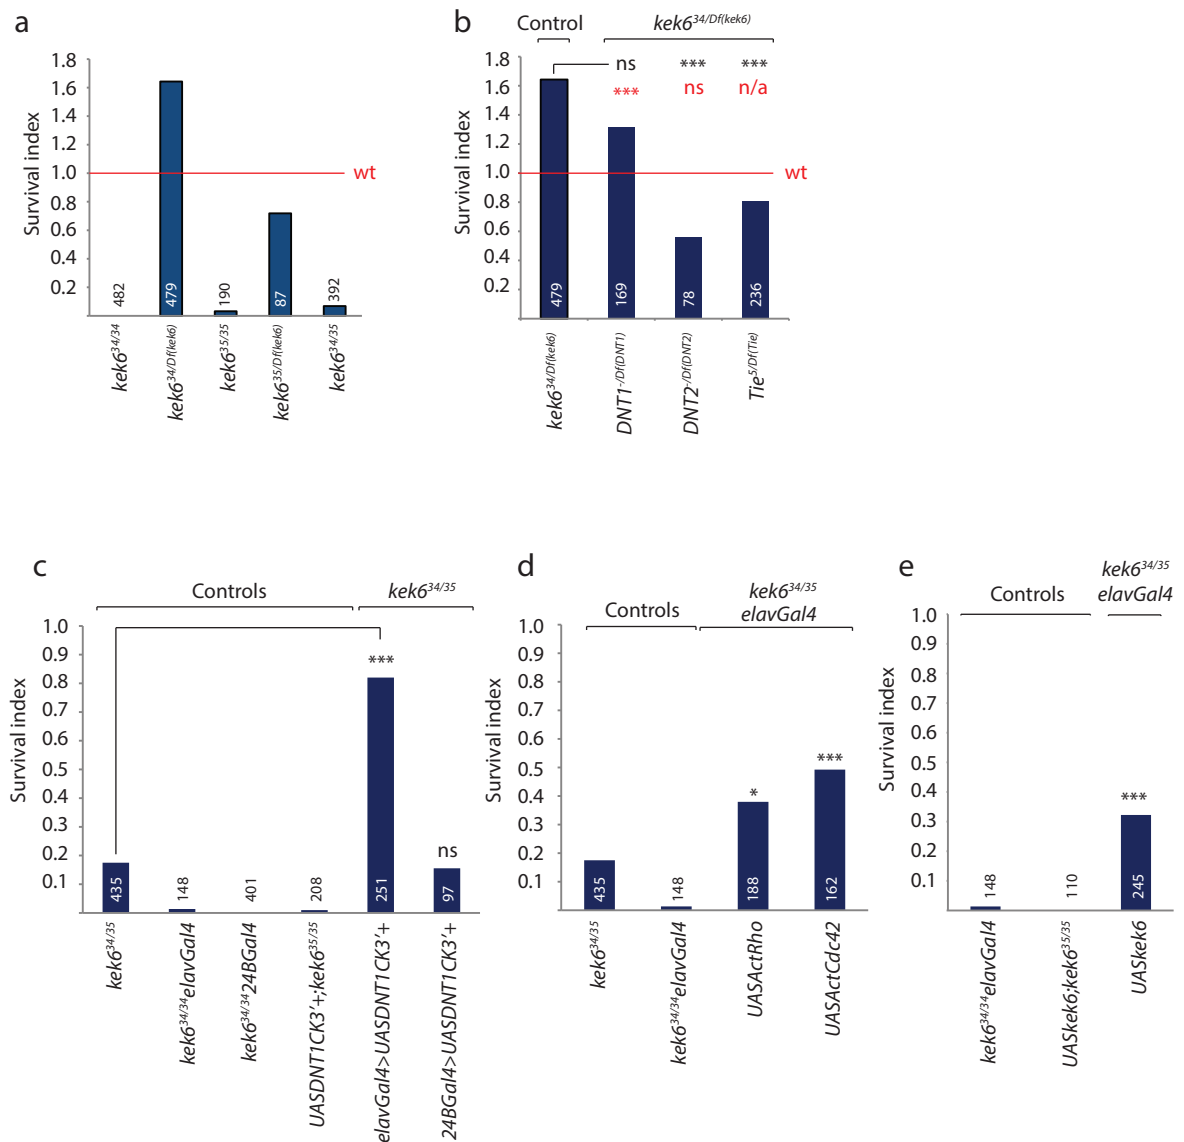 a
Survival index
1.8
1.6
1.4
1.2
1.0
0.8
0.6
0.4
0.2
wt
482
479
190
87
392
kek6^34/34
kek6^34/Df(kek6)
kek6^35/35
kek6^35/Df(kek6)
kek6^34/35
b
Control
kek6^34/Df(kek6)
Survival index
1.8
1.6
1.4
1.2
1.0
0.8
0.6
0.4
0.2
ns *** ***
*** ns n/a
wt
479
169
78
236
kek6^34/Df(kek6)
DNT1^-/Df(DNT1)
DNT2^-/Df(DNT2)
Tie^5/Df(Tie)
c
Controls
kek6^34/35
Survival index
1.0
0.9
0.8
0.7
0.6
0.5
0.4
0.3
0.2
0.1
***
ns
435
148
401
208
251
97
kek6^34/35
kek6^34/34elavGal4
kek6^34/3424BGal4
UASDNT1CK3'+;kek6^35/35
elavGal4>UASDNT1CK3'+
24BGal4>UASDNT1CK3'+
d
Controls
kek6^34/35
elavGal4
Survival index
1.0
0.9
0.8
0.7
0.6
0.5
0.4
0.3
0.2
0.1
*
***
435
148
188
162
kek6^34/35
kek6^34/34elavGal4
UASActRho
UASActCdc42
e
Controls
kek6^34/35
elavGal4
Survival index
1.0
0.9
0.8
0.7
0.6
0.5
0.4
0.3
0.2
0.1
***
148
110
245
kek6^34/34elavGal4
UASkek6;kek6^35/35
UASkek6